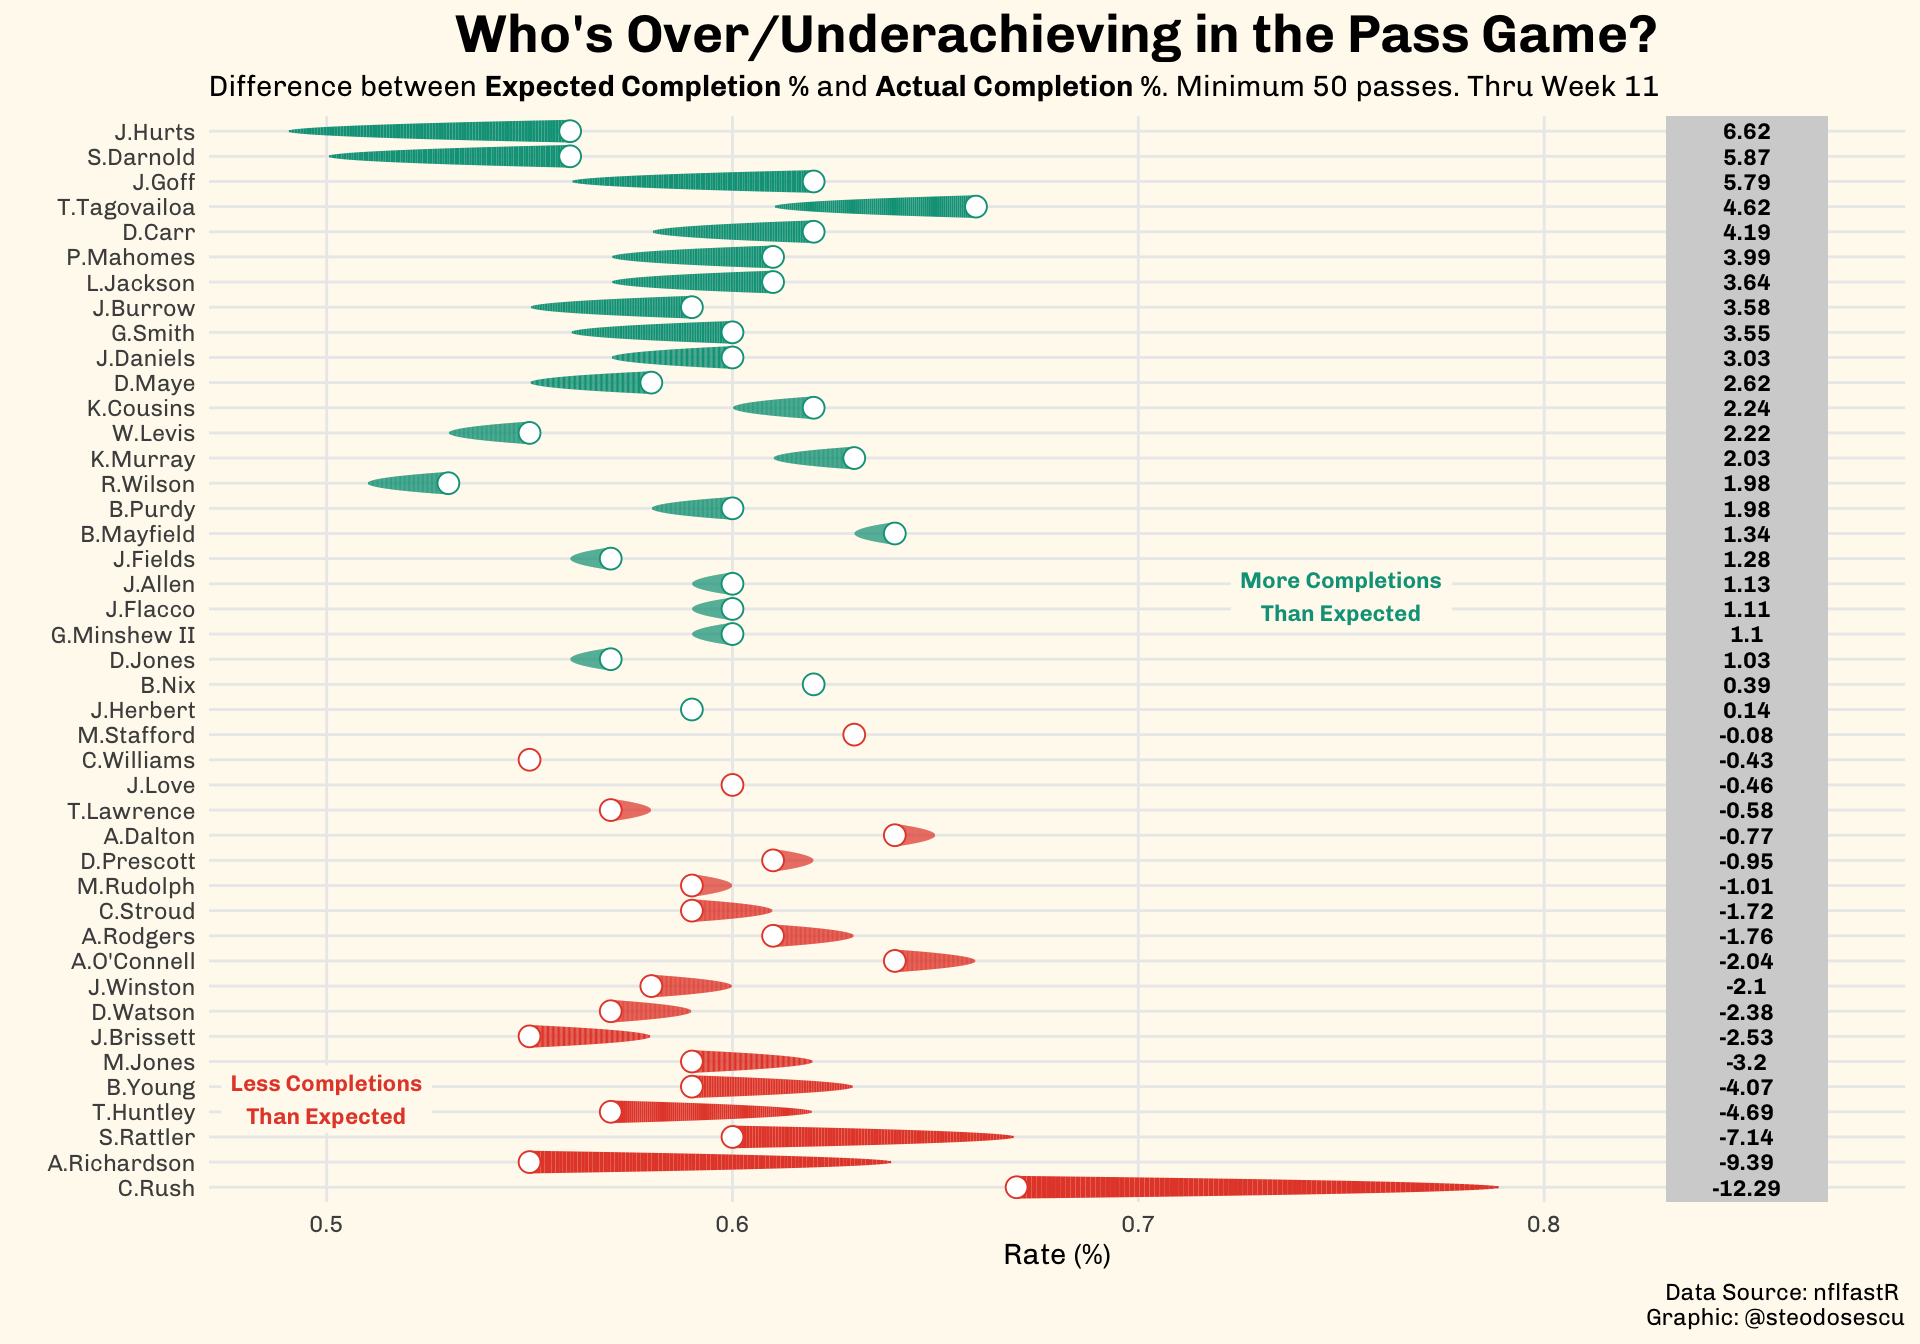 Who's Over/Underachieving in the Pass Game?
Difference between Expected Completion % and Actual Completion %. Minimum 50 passes. Thru Week 11
J.Hurts 6.62
S.Darnold 5.87
J.Goff 5.79
T.Tagovailoa 4.62
D.Carr 4.19
P.Mahomes 3.99
L.Jackson 3.64
J.Burrow 3.58
G.Smith 3.55
J.Daniels 3.03
D.Maye 2.62
K.Cousins 2.24
W.Levis 2.22
K.Murray 2.03
R.Wilson 1.98
B.Purdy 1.98
B.Mayfield 1.34
J.Fields 1.28
J.Allen 1.13
J.Flacco 1.11
G.Minshew II 1.1
D.Jones 1.03
B.Nix 0.39
J.Herbert 0.14
M.Stafford -0.08
C.Williams -0.43
J.Love -0.46
T.Lawrence -0.58
A.Dalton -0.77
D.Prescott -0.95
M.Rudolph -1.01
C.Stroud -1.72
A.Rodgers -1.76
A.O'Connell -2.04
J.Winston -2.1
D.Watson -2.38
J.Brissett -2.53
M.Jones -3.2
B.Young -4.07
T.Huntley -4.69
S.Rattler -7.14
A.Richardson -9.39
C.Rush -12.29
More Completions
Than Expected
Less Completions
Than Expected
0.5 0.6 0.7 0.8
Rate (%)
Data Source: nflfastR
Graphic: @steodosescu